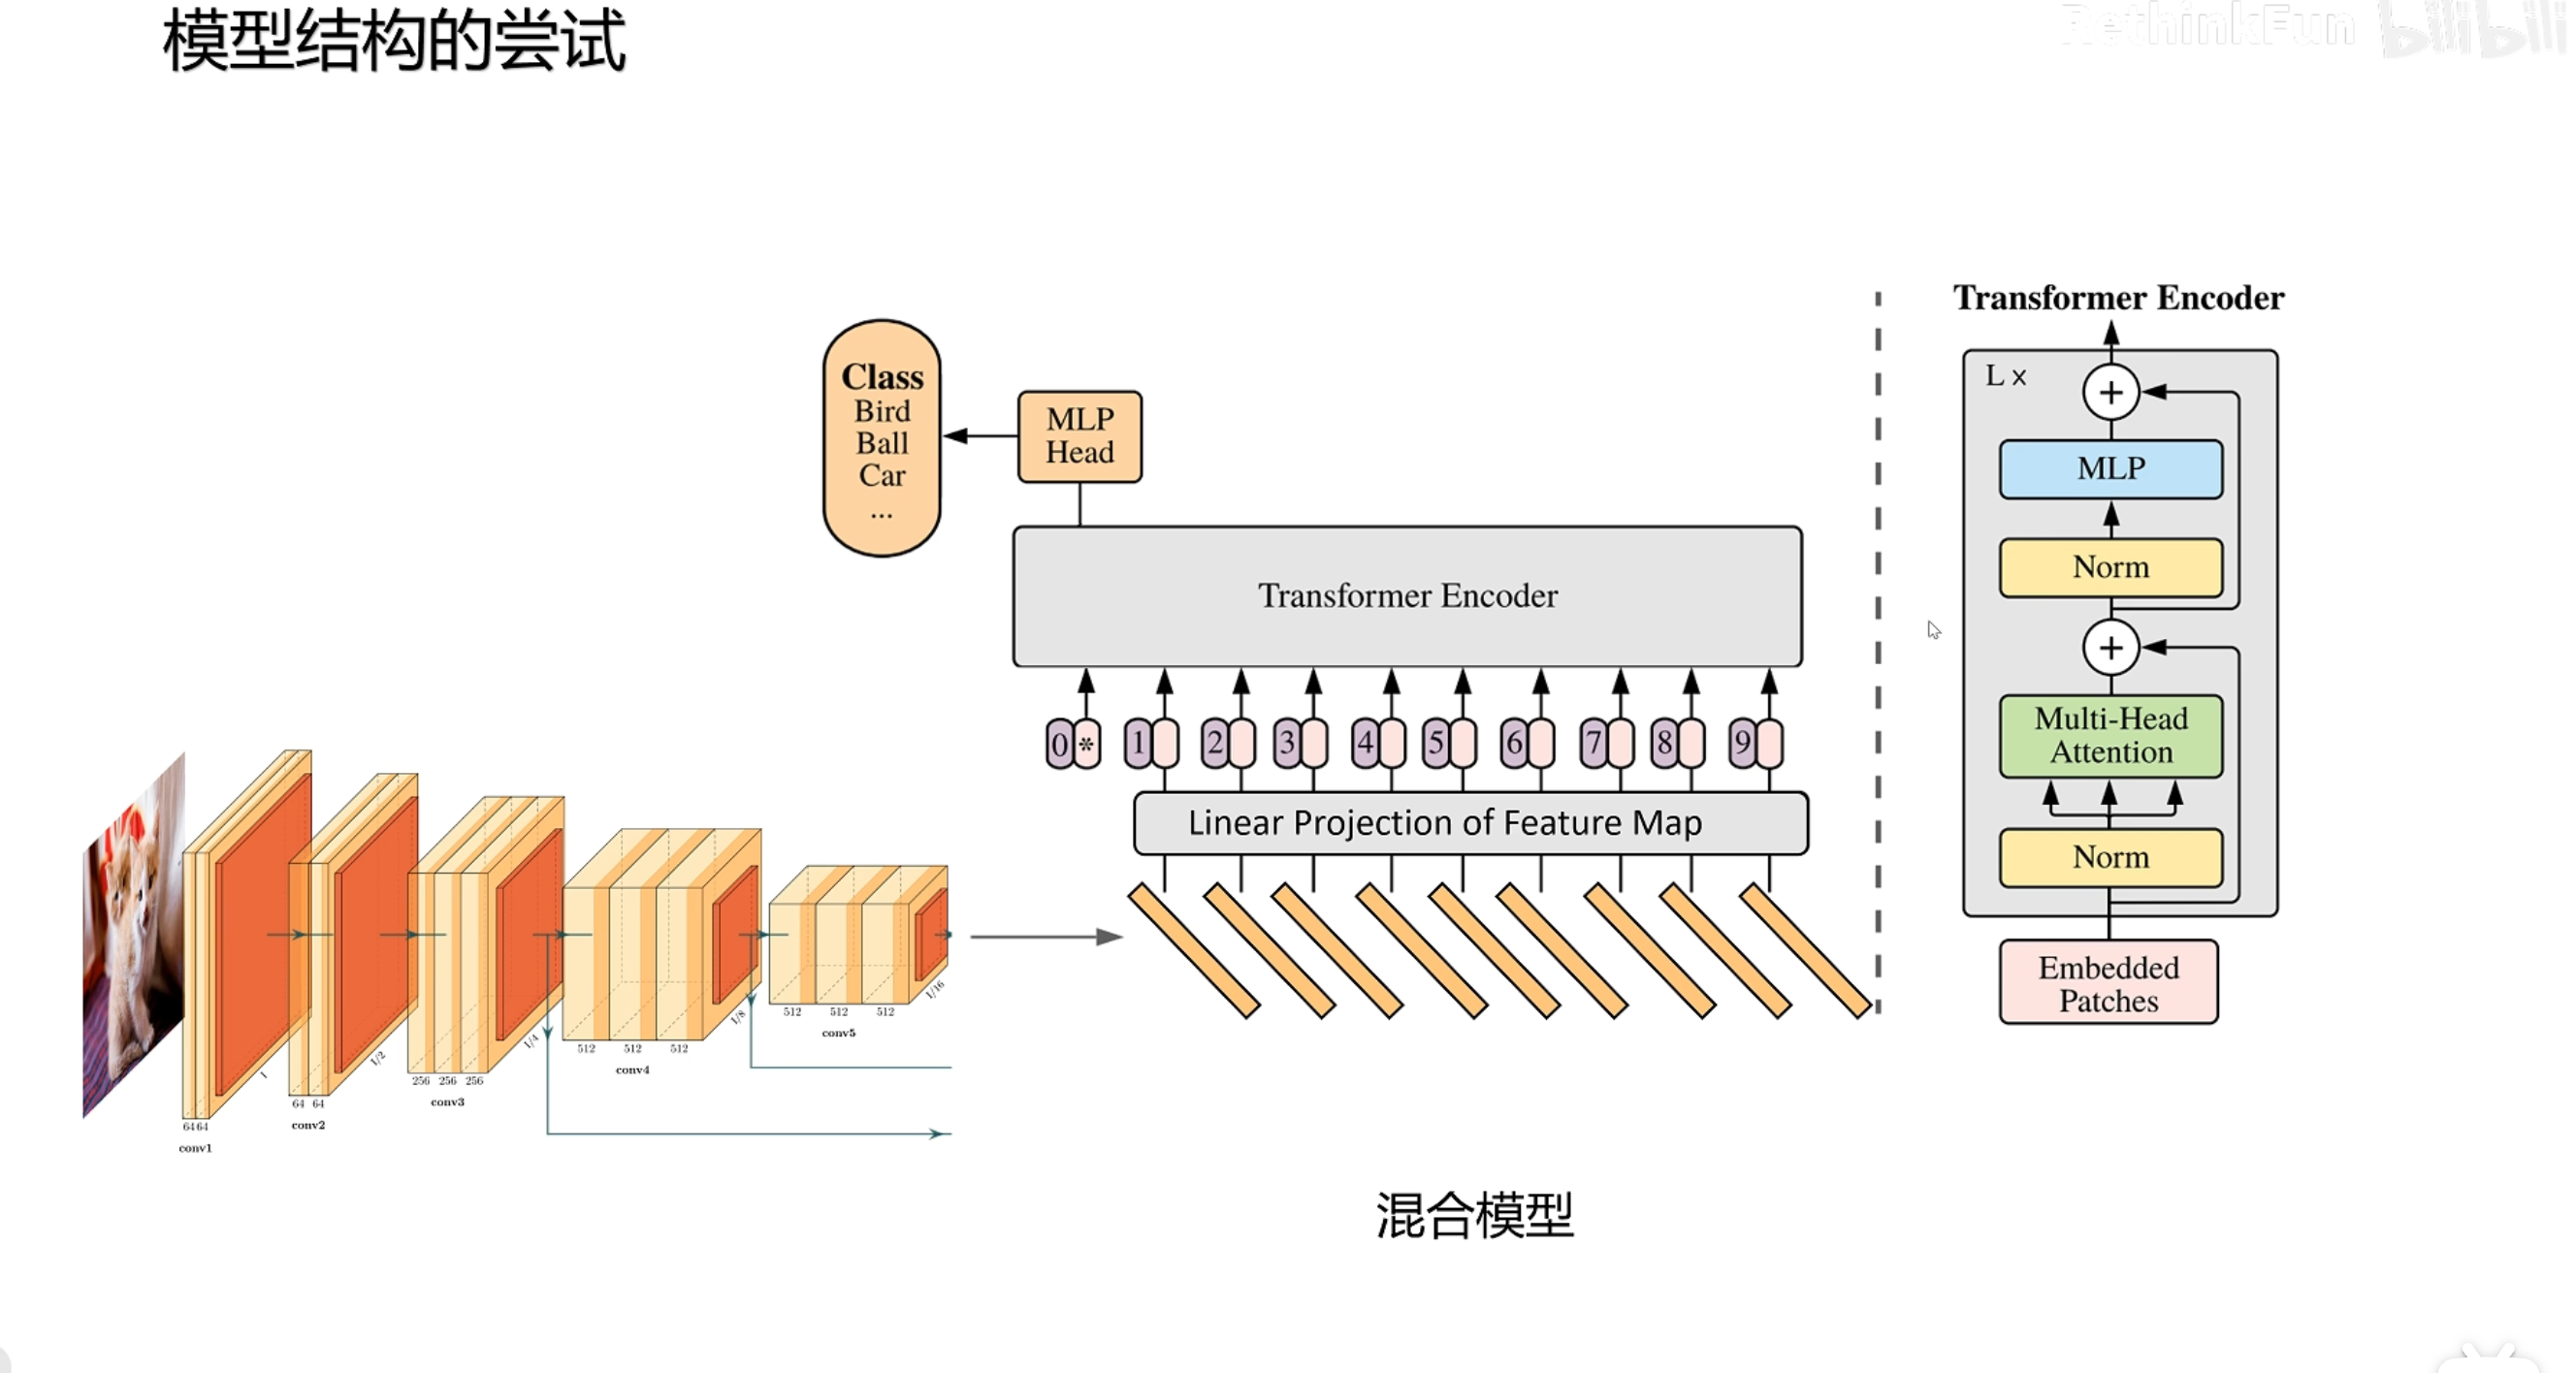 模型结构的尝试
RethinkFun bilibili
Transformer Encoder
L×
+
MLP
Norm
+
Multi-Head
Attention
Norm
Embedded
Patches
Class
Bird
Ball
Car
...
MLP
Head
Transformer Encoder
0 * 1 2 3 4 5 6 7 8 9
Linear Projection of Feature Map
64 64
conv1
1
64 64
conv2
1/2
256 256 256
conv3
1/4
512 512 512
conv4
1/8
512 512 512
conv5
1/16
混合模型